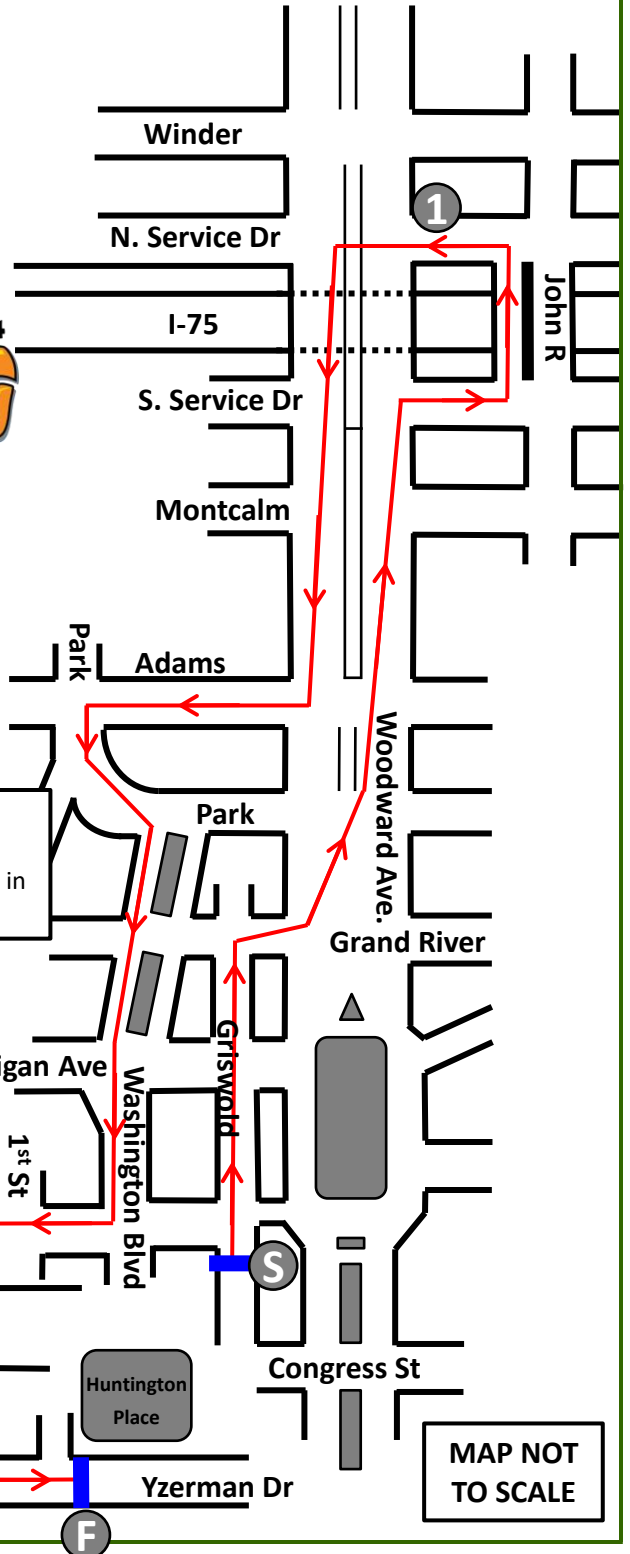 Winder
1
N. Service Dr
John R
4
I-75
S. Service Dr
Montcalm
Park
Adams
Woodward Ave.
Park
in
Grand River
Griswold
igan Ave
Washington Blvd
1st St
S
Congress St
Huntington
Place
MAP NOT
TO SCALE
Yzerman Dr
F